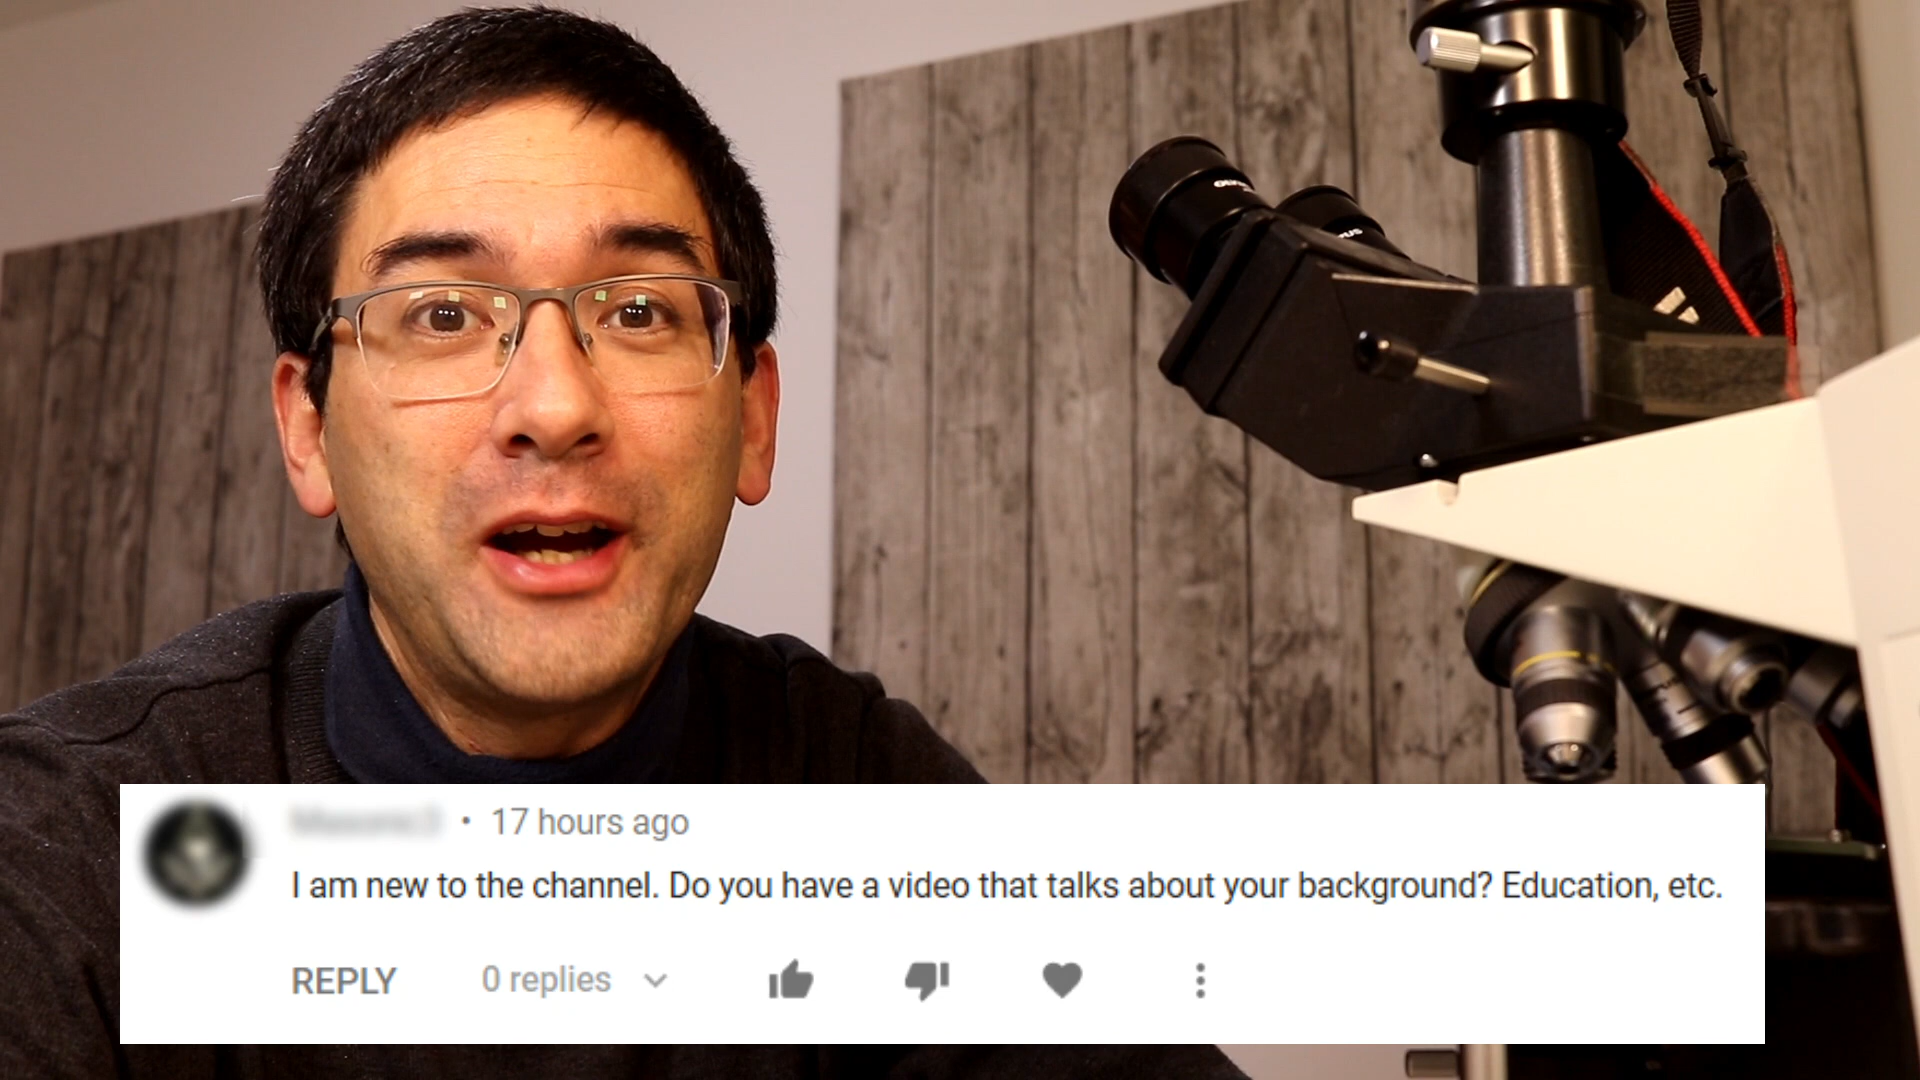 17 hours ago
I am new to the channel. Do you have a video that talks about your background? Education, etc.
REPLY
0 replies